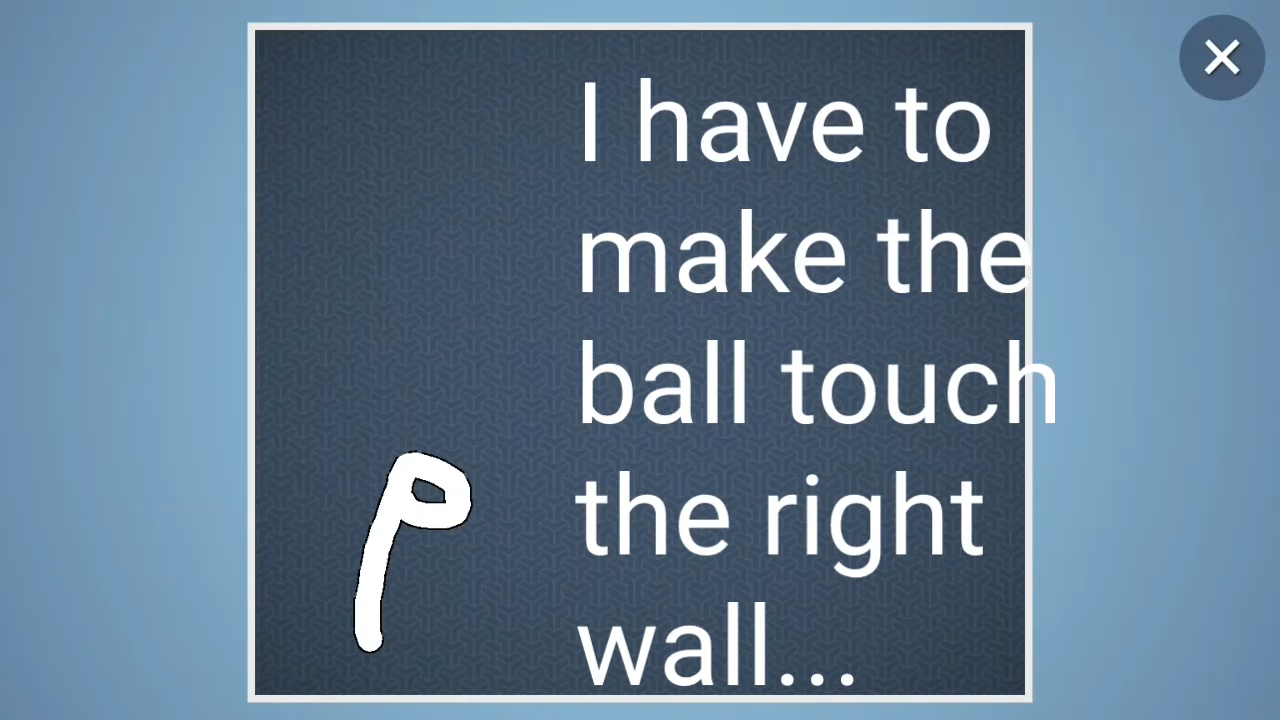 I have to
make the
ball touch
the right
wall...